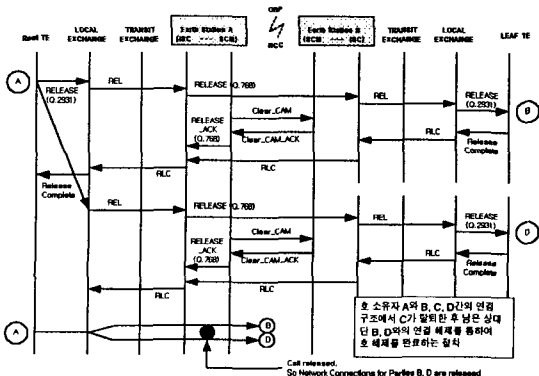 OBP
NCC
Root TE
LOCAL EXCHANGE
TRANSIT EXCHANGE
Earth Station A
Earth Station B
TRANSIT EXCHANGE
LOCAL EXCHANGE
LEAF TE
A
RELEASE (Q.2931)
REL
RELEASE (Q.768)
REL
RELEASE (Q.2931)
B
Clear_CAM
RELEASE _ACK (Q.768)
Clear_CAM_ACK
RLC
Release Complete
RLC
RLC
Release Complete
REL
RELEASE (Q.768)
REL
RELEASE (Q.2931)
D
Clear_CAM
RELEASE _ACK (Q.768)
Clear_CAM_ACK
RLC
Release Complete
RLC
RLC
호 소유자 A와 B, C, D간의 연결
구조에서 C가 탈퇴한 후 남은 상대
단 B, D와의 연결 해제를 통하여
호 해제를 완료하는 절차
A
B
D
Call released.
So Network Connections for Parties B, D are released